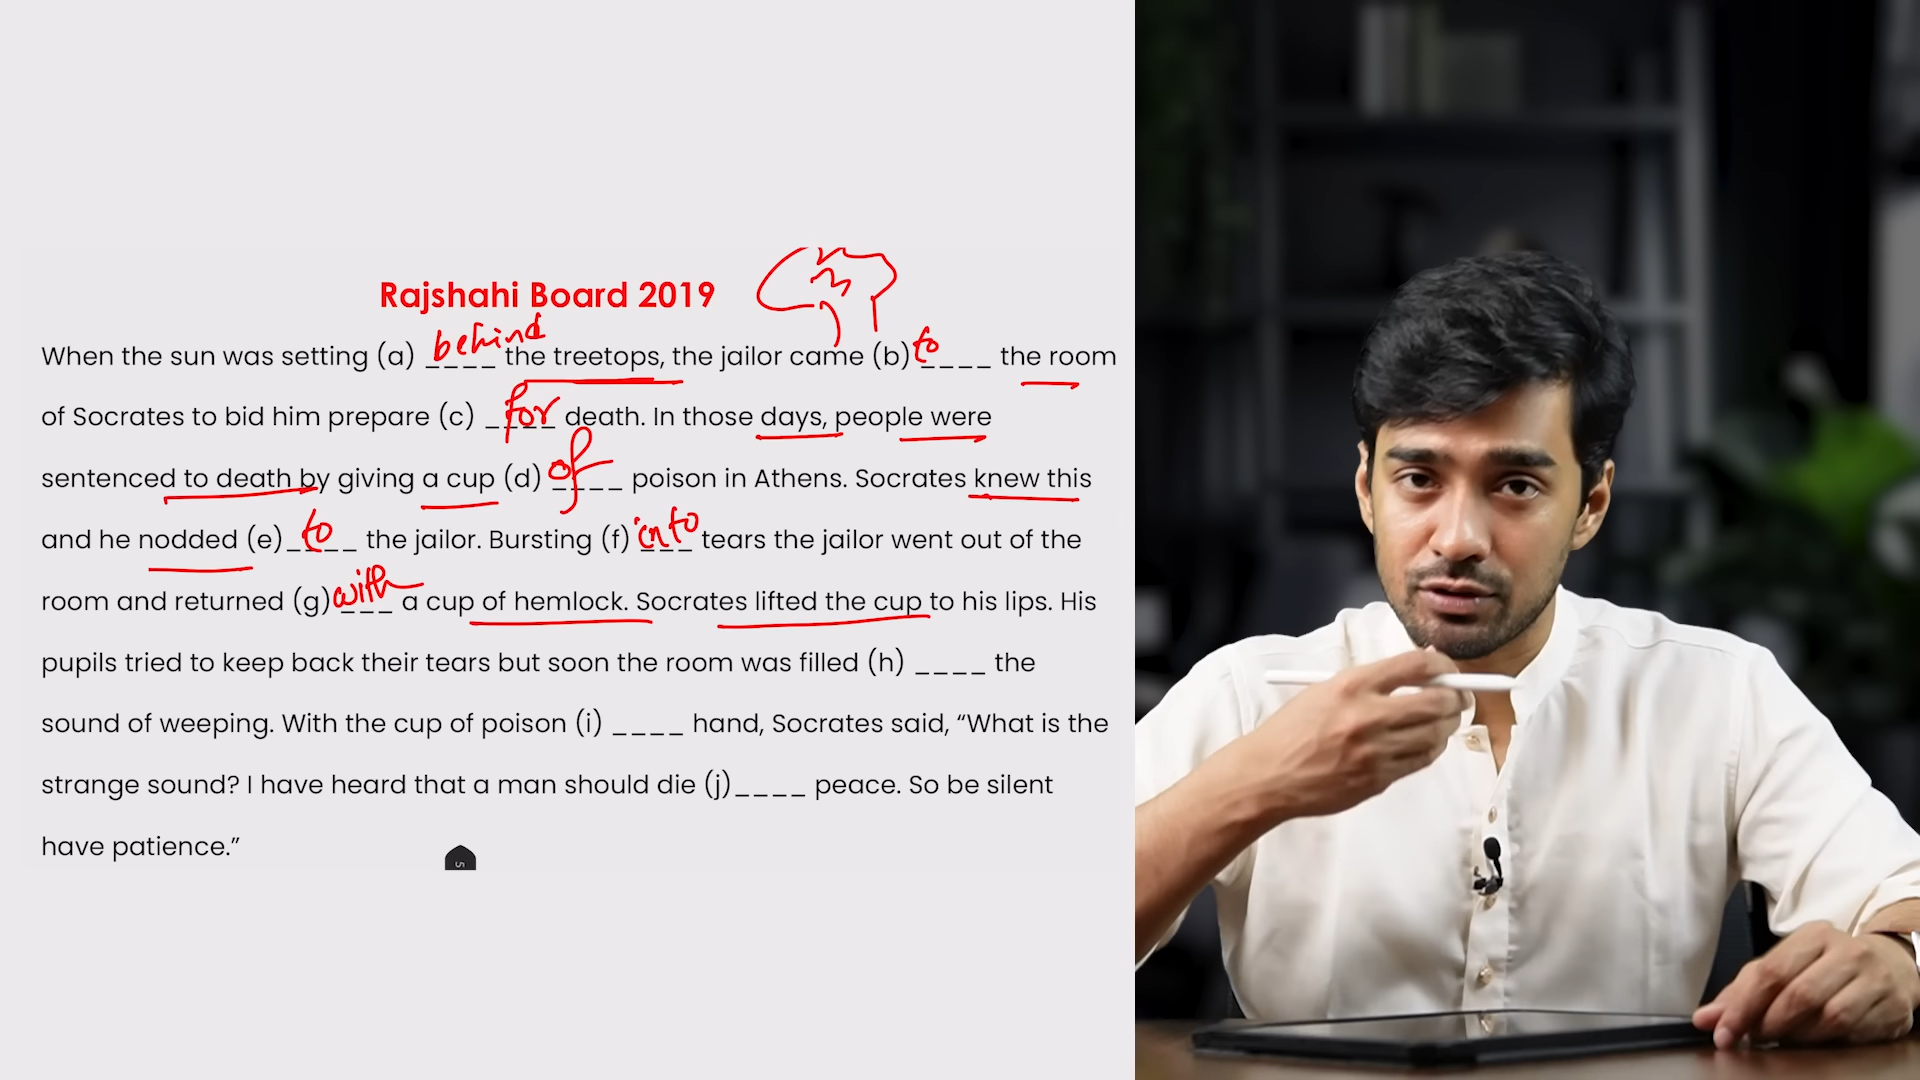 Rajshahi Board 2019
When the sun was setting (a) behind the treetops, the jailor came (b) to the room
of Socrates to bid him prepare (c) for death. In those days, people were
sentenced to death by giving a cup (d) of poison in Athens. Socrates knew this
and he nodded (e) to the jailor. Bursting (f) into tears the jailor went out of the
room and returned (g) with a cup of hemlock. Socrates lifted the cup to his lips. His
pupils tried to keep back their tears but soon the room was filled (h) ____ the
sound of weeping. With the cup of poison (i) ____ hand, Socrates said, “What is the
strange sound? I have heard that a man should die (j)____ peace. So be silent
have patience.”
5